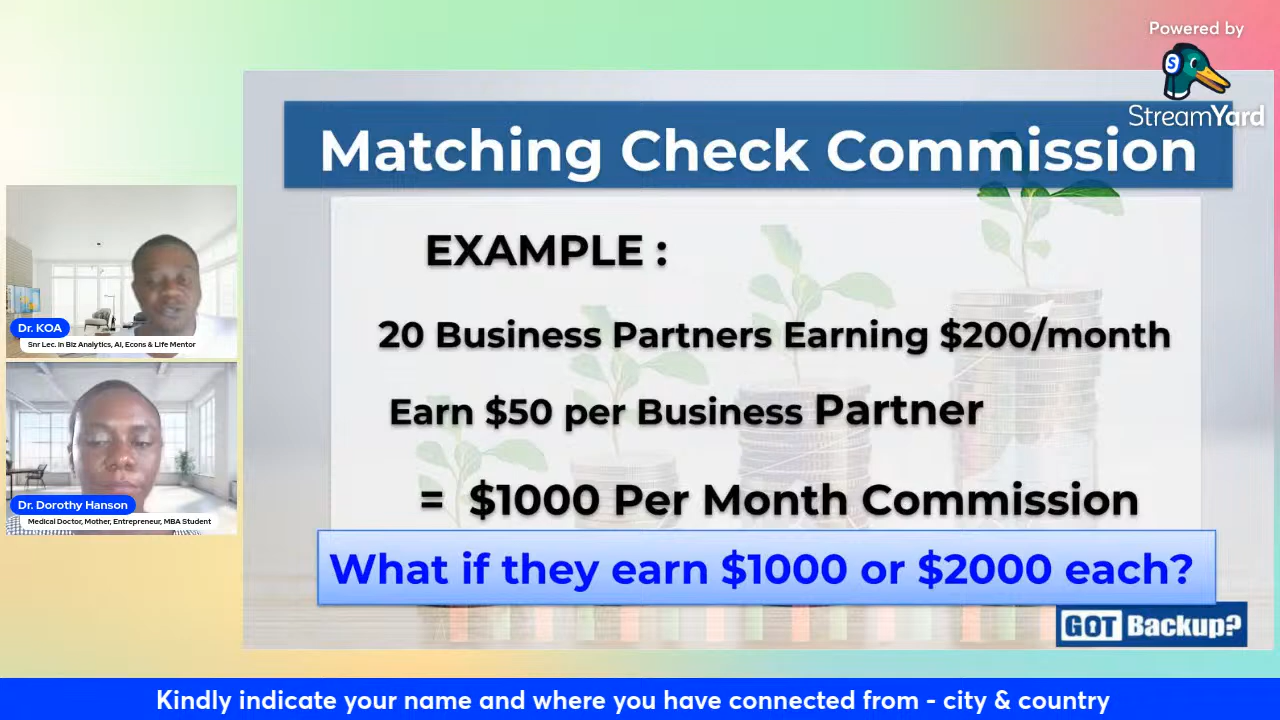 Powered by
StreamYard
Matching Check Commission
EXAMPLE :
20 Business Partners Earning $200/month
Earn $50 per Business Partner
= $1000 Per Month Commission
What if they earn $1000 or $2000 each?
GOT Backup?
Dr. KOA
Snr Lec. in Biz Analytics, AI, Econs & Life Mentor
Dr. Dorothy Hanson
Medical Doctor, Mother, Entrepreneur, MBA Student
Kindly indicate your name and where you have connected from - city & country